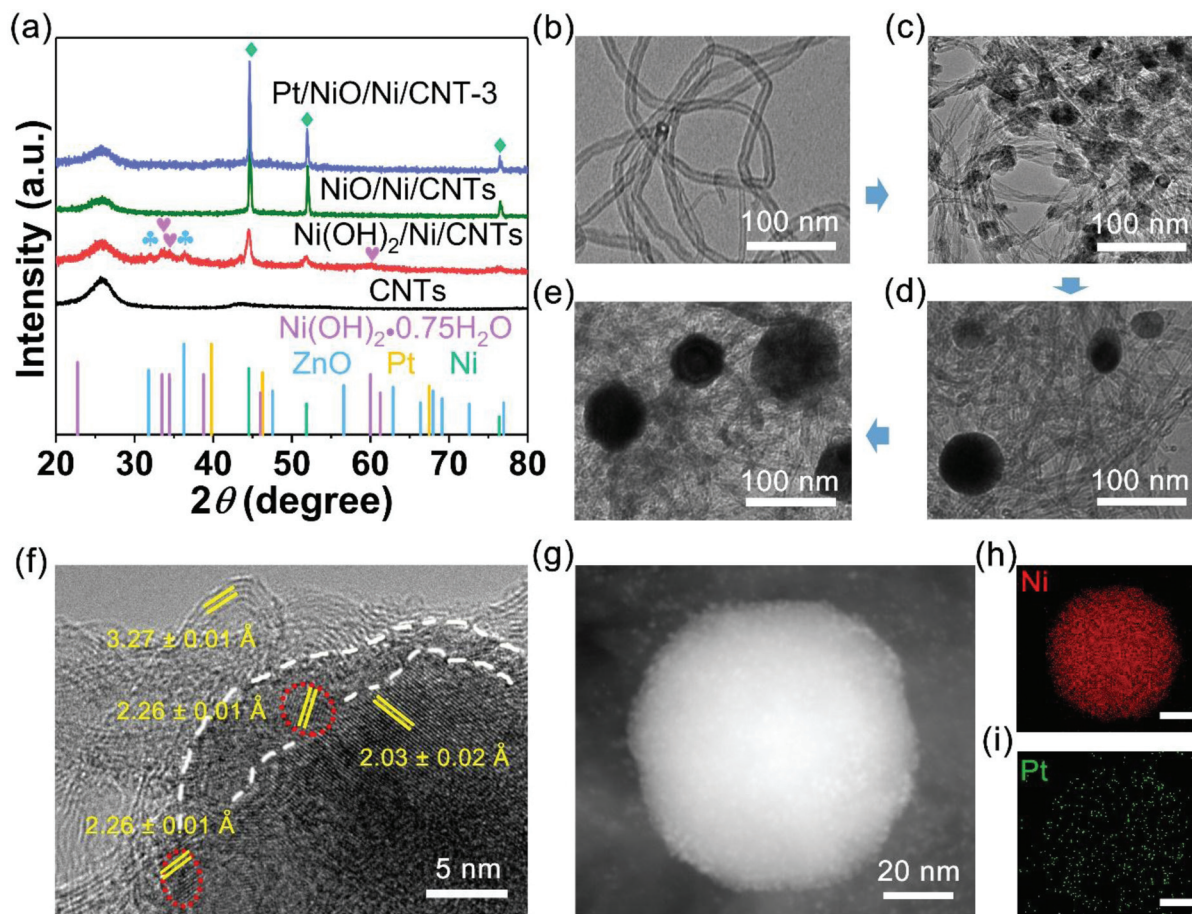 (a)
Intensity (a.u.)
Pt/NiO/Ni/CNT-3
NiO/Ni/CNTs
Ni(OH)₂/Ni/CNTs
CNTs
Ni(OH)₂•0.75H₂O
ZnO Pt Ni
20 30 40 50 60 70 80
2θ (degree)
(b)
100 nm
(c)
100 nm
(e)
100 nm
(d)
100 nm
(f)
3.27 ± 0.01 Å
2.26 ± 0.01 Å
2.03 ± 0.02 Å
2.26 ± 0.01 Å
5 nm
(g)
20 nm
(h)
Ni
(i)
Pt